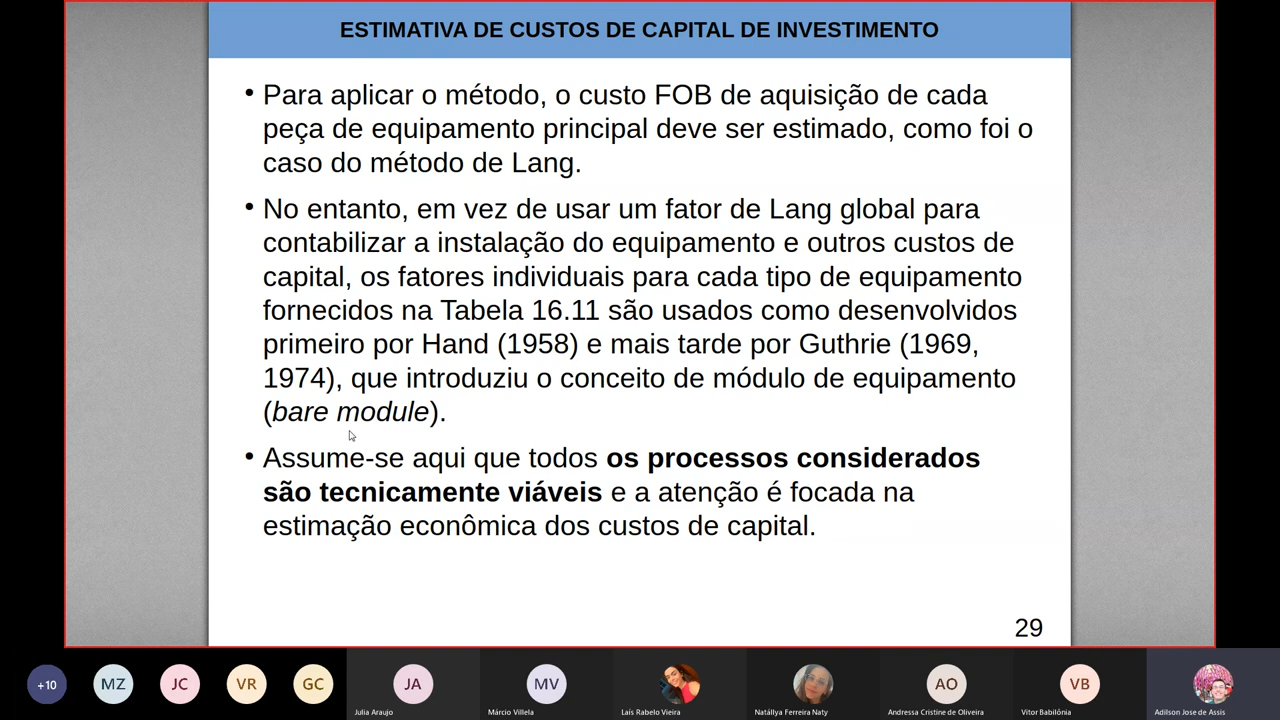 ESTIMATIVA DE CUSTOS DE CAPITAL DE INVESTIMENTO
• Para aplicar o método, o custo FOB de aquisição de cada
peça de equipamento principal deve ser estimado, como foi o
caso do método de Lang.
• No entanto, em vez de usar um fator de Lang global para
contabilizar a instalação do equipamento e outros custos de
capital, os fatores individuais para cada tipo de equipamento
fornecidos na Tabela 16.11 são usados como desenvolvidos
primeiro por Hand (1958) e mais tarde por Guthrie (1969,
1974), que introduziu o conceito de módulo de equipamento
(bare module).
• Assume-se aqui que todos os processos considerados
são tecnicamente viáveis e a atenção é focada na
estimação econômica dos custos de capital.
29
+10 MZ JC VR GC JA MV AO VB
Julia Araujo Márcio Villela Laís Rabelo Vieira Natállya Ferreira Naty Andressa Cristine de Oliveira Vitor Babilônia Adilson Jose de Assis